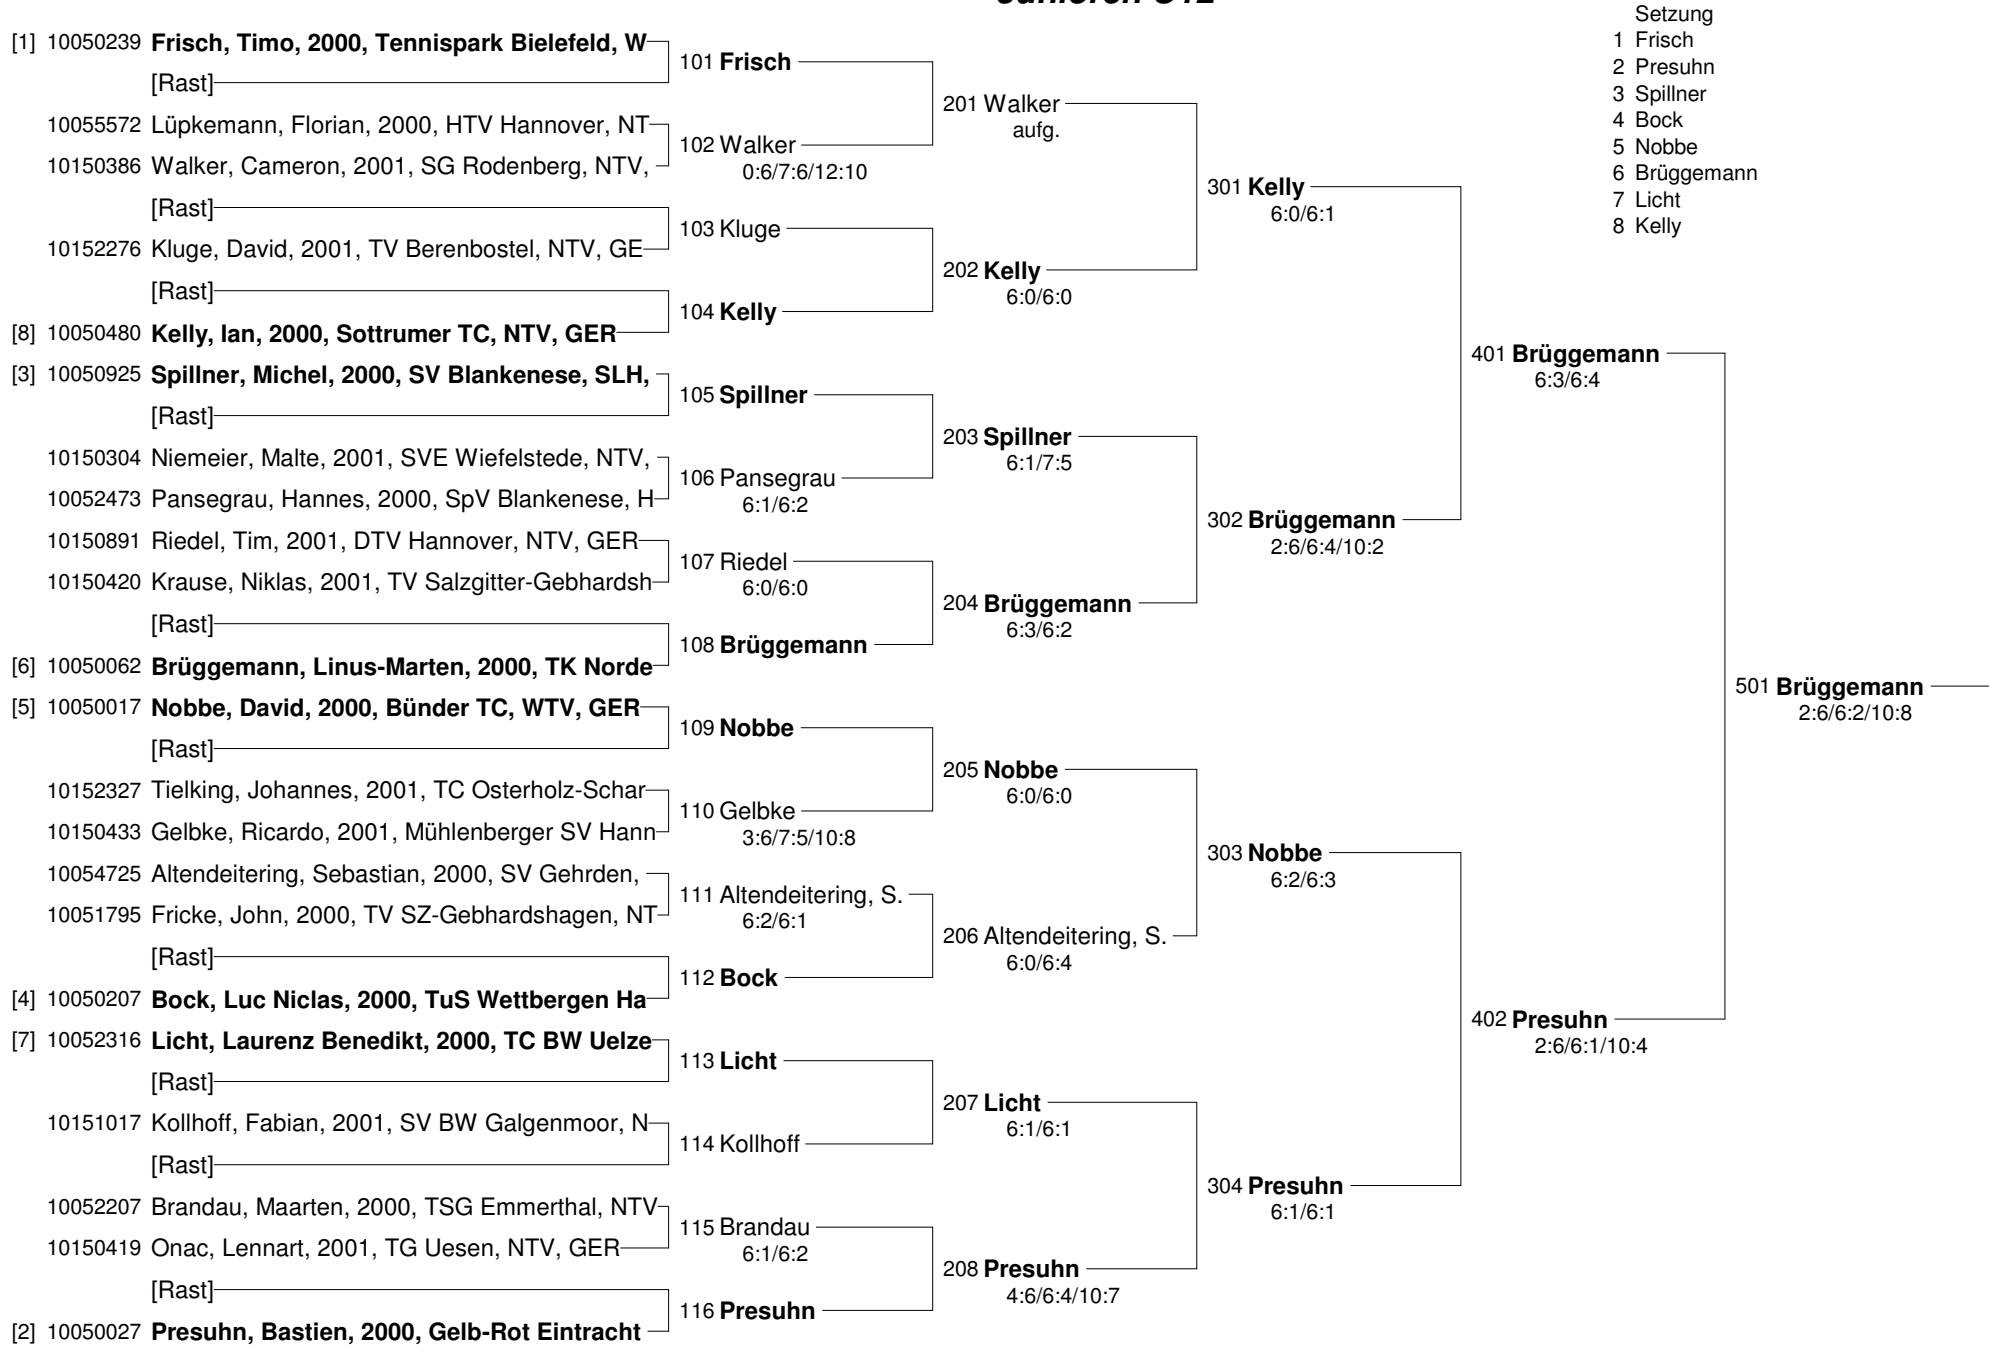 Setzung
1 Frisch
2 Presuhn
3 Spillner
4 Bock
5 Nobbe
6 Brüggemann
7 Licht
8 Kelly
[1] 10050239 Frisch, Timo, 2000, Tennispark Bielefeld, W
[Rast]
10055572 Lüpkemann, Florian, 2000, HTV Hannover, NT
10150386 Walker, Cameron, 2001, SG Rodenberg, NTV,
[Rast]
10152276 Kluge, David, 2001, TV Berenbostel, NTV, GE
[Rast]
[8] 10050480 Kelly, Ian, 2000, Sottrumer TC, NTV, GER
[3] 10050925 Spillner, Michel, 2000, SV Blankenese, SLH,
[Rast]
10150304 Niemeier, Malte, 2001, SVE Wiefelstede, NTV,
10052473 Pansegrau, Hannes, 2000, SpV Blankenese, H
10150891 Riedel, Tim, 2001, DTV Hannover, NTV, GER
10150420 Krause, Niklas, 2001, TV Salzgitter-Gebhardsh
[Rast]
[6] 10050062 Brüggemann, Linus-Marten, 2000, TK Norde
[5] 10050017 Nobbe, David, 2000, Bünder TC, WTV, GER
[Rast]
10152327 Tielking, Johannes, 2001, TC Osterholz-Schar
10150433 Gelbke, Ricardo, 2001, Mühlenberger SV Hann
10054725 Altendeitering, Sebastian, 2000, SV Gehrden,
10051795 Fricke, John, 2000, TV SZ-Gebhardshagen, NT
[Rast]
[4] 10050207 Bock, Luc Niclas, 2000, TuS Wettbergen Ha
[7] 10052316 Licht, Laurenz Benedikt, 2000, TC BW Uelze
[Rast]
10151017 Kollhoff, Fabian, 2001, SV BW Galgenmoor, N
[Rast]
10052207 Brandau, Maarten, 2000, TSG Emmerthal, NTV
10150419 Onac, Lennart, 2001, TG Uesen, NTV, GER
[Rast]
[2] 10050027 Presuhn, Bastien, 2000, Gelb-Rot Eintracht
101 Frisch
102 Walker
0:6/7:6/12:10
103 Kluge
104 Kelly
105 Spillner
106 Pansegrau
6:1/6:2
107 Riedel
6:0/6:0
108 Brüggemann
109 Nobbe
110 Gelbke
3:6/7:5/10:8
111 Altendeitering, S.
6:2/6:1
112 Bock
113 Licht
114 Kollhoff
115 Brandau
6:1/6:2
116 Presuhn
201 Walker
aufg.
202 Kelly
6:0/6:0
203 Spillner
6:1/7:5
204 Brüggemann
6:3/6:2
205 Nobbe
6:0/6:0
206 Altendeitering, S.
6:0/6:4
207 Licht
6:1/6:1
208 Presuhn
4:6/6:4/10:7
301 Kelly
6:0/6:1
302 Brüggemann
2:6/6:4/10:2
303 Nobbe
6:2/6:3
304 Presuhn
6:1/6:1
401 Brüggemann
6:3/6:4
402 Presuhn
2:6/6:1/10:4
501 Brüggemann
2:6/6:2/10:8